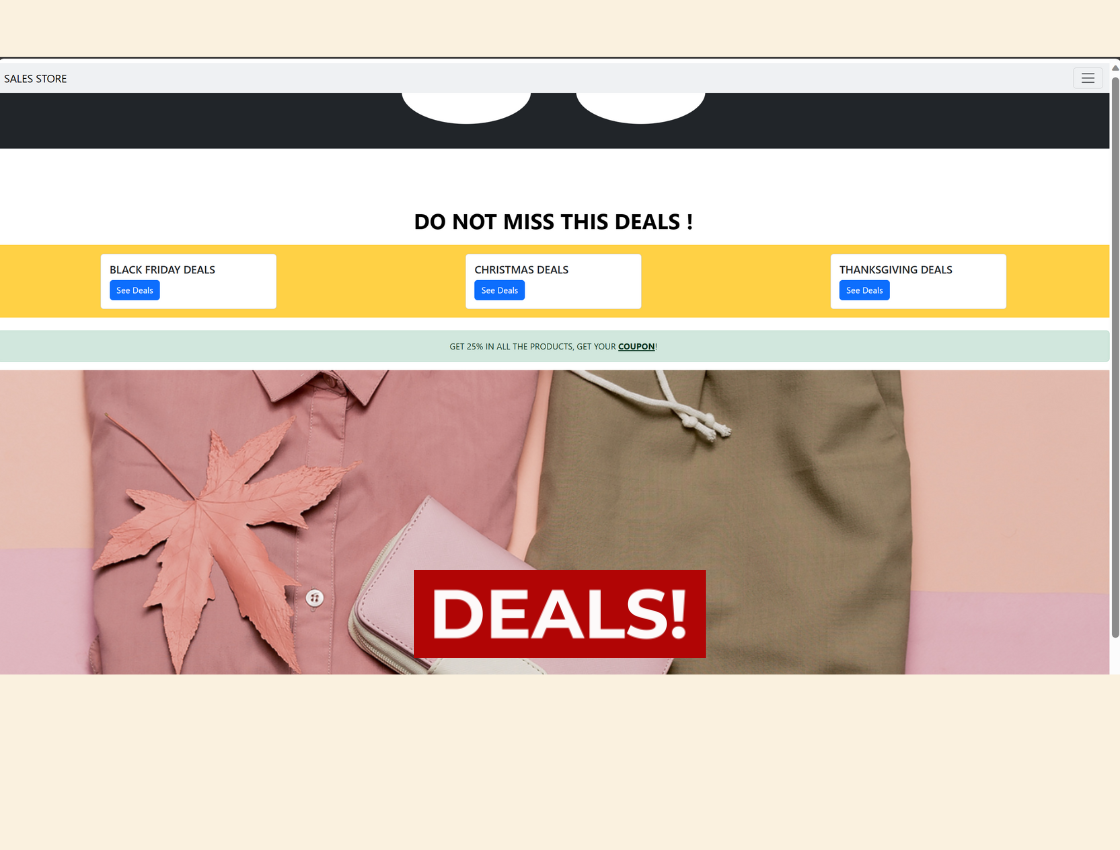 SALES STORE
DO NOT MISS THIS DEALS !
BLACK FRIDAY DEALS
See Deals
CHRISTMAS DEALS
See Deals
THANKSGIVING DEALS
See Deals
GET 25% IN ALL THE PRODUCTS, GET YOUR COUPON!
DEALS!